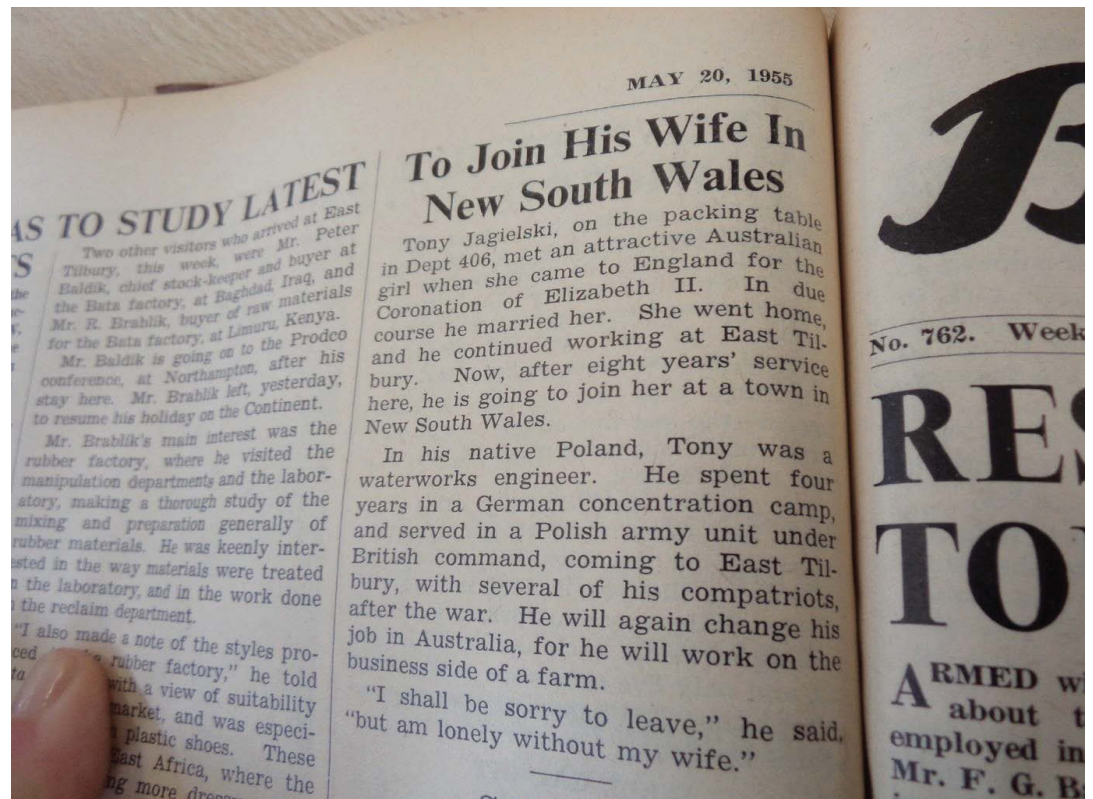 MAY 20, 1955
AS TO STUDY LATEST
Two other visitors who arrived at East
Tilbury, this week, were Mr. Peter
Baldik, chief stock-keeper and buyer at
the Bata factory, at Baghdad, Iraq, and
Mr. R. Brablik, buyer of raw materials
for the Bata factory, at Limuru, Kenya.
Mr. Baldik is going on to the Prodco
conference, at Northampton, after his
stay here. Mr. Brablik left, yesterday,
to resume his holiday on the Continent.
Mr. Brablik's main interest was the
rubber factory, where he visited the
manipulation departments and the labor-
atory, making a thorough study of the
mixing and preparation generally of
rubber materials. He was keenly inter-
ested in the way materials were treated
n the laboratory, and in the work done
the reclaim department.
"I also made a note of the styles pro-
ced rubber factory," he told
with a view of suitability
market, and was especi-
plastic shoes. These
East Africa, where the
ng more
To Join His Wife In
New South Wales
Tony Jagielski, on the packing table
in Dept 406, met an attractive Australian
girl when she came to England for the
Coronation of Elizabeth II. In due
course he married her. She went home,
and he continued working at East Til-
bury. Now, after eight years' service
here, he is going to join her at a town in
New South Wales.
In his native Poland, Tony was a
waterworks engineer. He spent four
years in a German concentration camp,
and served in a Polish army unit under
British command, coming to East Til-
bury, with several of his compatriots,
after the war. He will again change his
job in Australia, for he will work on the
business side of a farm.
"I shall be sorry to leave," he said,
"but am lonely without my wife."
B
No. 762. Week
RES
TO
ARMED w
about t
employed in
Mr. F. G. B